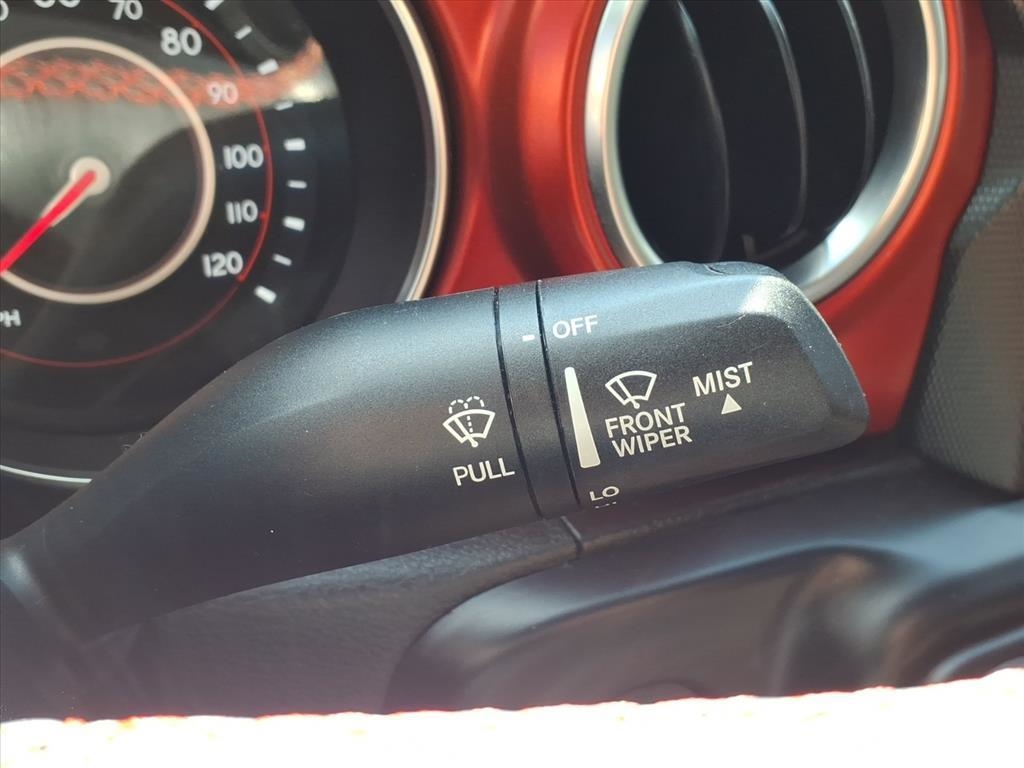 70
80
90
100
110
120
PH
OFF
MIST
FRONT
WIPER
PULL
LO